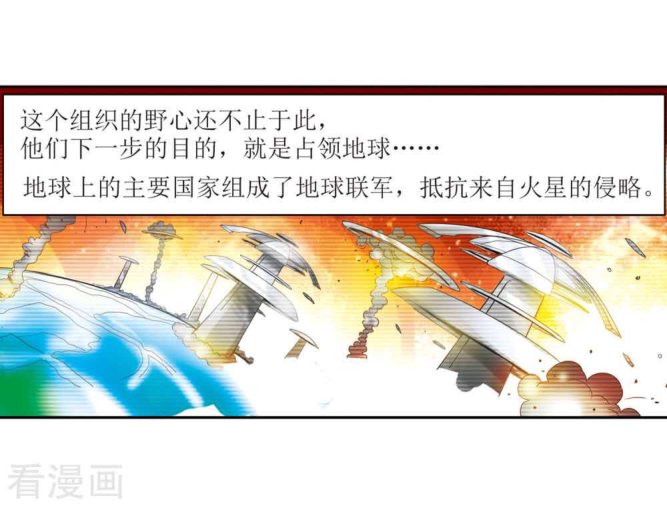 这个组织的野心还不止于此，
他们下一步的目的，就是占领地球……
地球上的主要国家组成了地球联军，抵抗来自火星的侵略。
看漫画